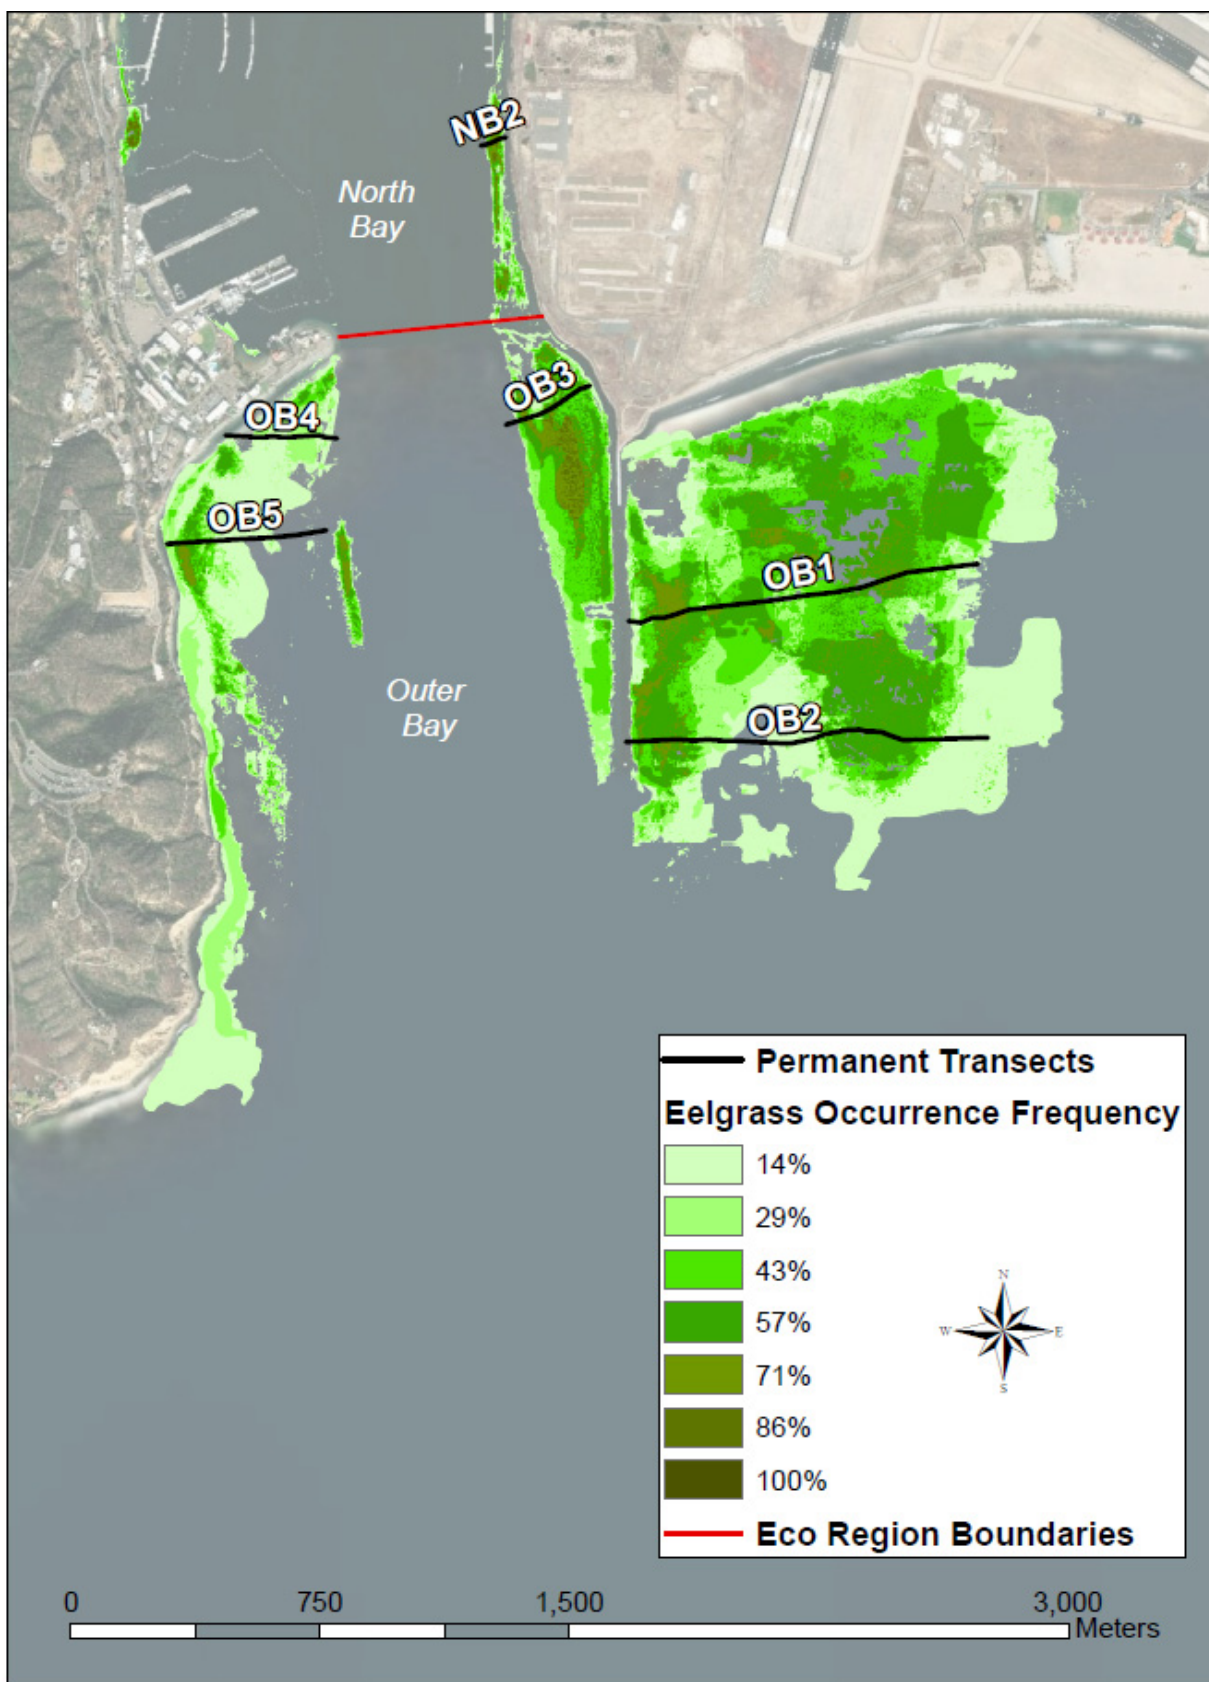 NB2
North
Bay
OB3
OB4
OB5
OB1
Outer
Bay
OB2
Permanent Transects
Eelgrass Occurrence Frequency
14%
29%
43%
57%
71%
86%
100%
N
W
E
S
Eco Region Boundaries
0 750 1,500 3,000
Meters